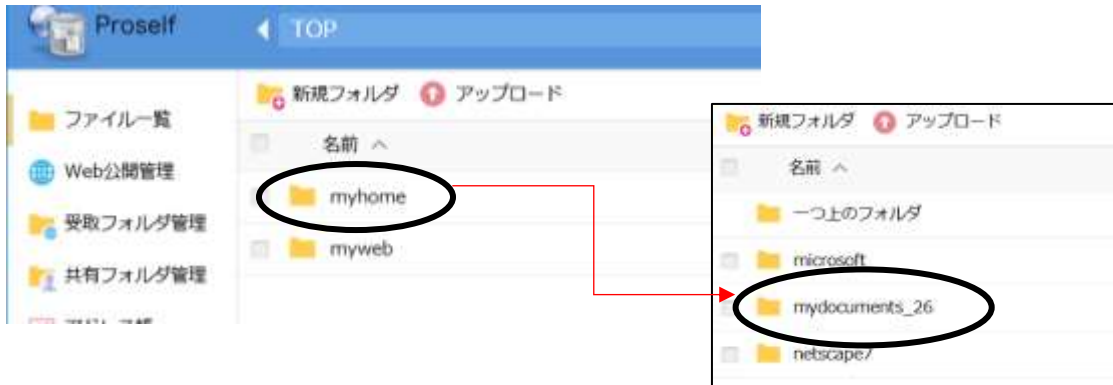 Proself
TOP
新規フォルダ アップロード
名前
myhome
myweb
ファイル一覧
Web公開管理
受取フォルダ管理
共有フォルダ管理
新規フォルダ アップロード
名前
一つ上のフォルダ
microsoft
mydocuments_26
netscape7